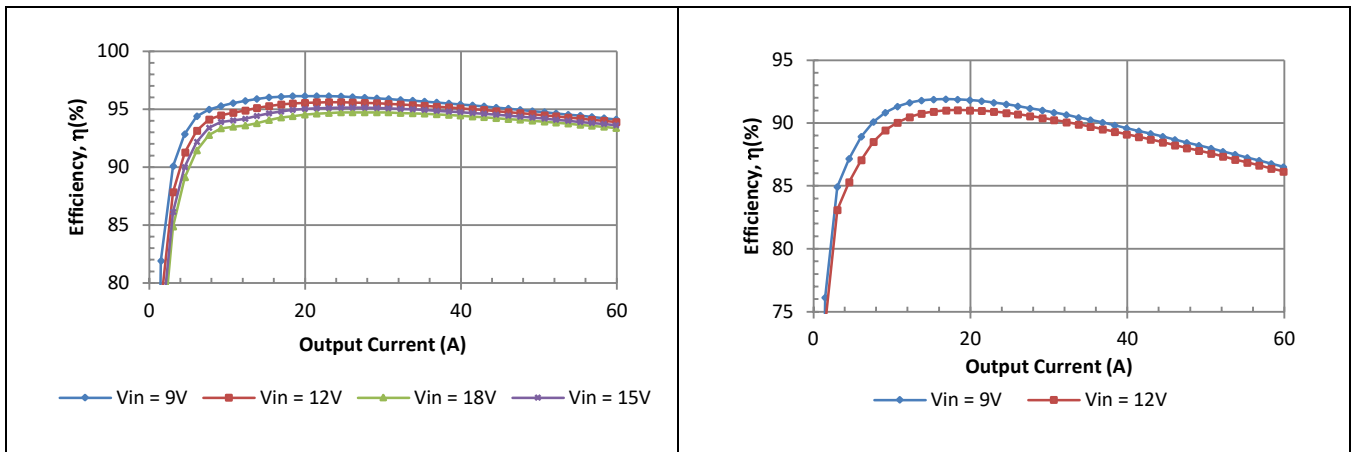 100
95
90
85
80
Efficiency, η(%)
0
20
40
60
Output Current (A)
Vin = 9V
Vin = 12V
Vin = 18V
Vin = 15V
95
90
85
80
75
Efficiency, η(%)
0
20
40
60
Output Current (A)
Vin = 9V
Vin = 12V